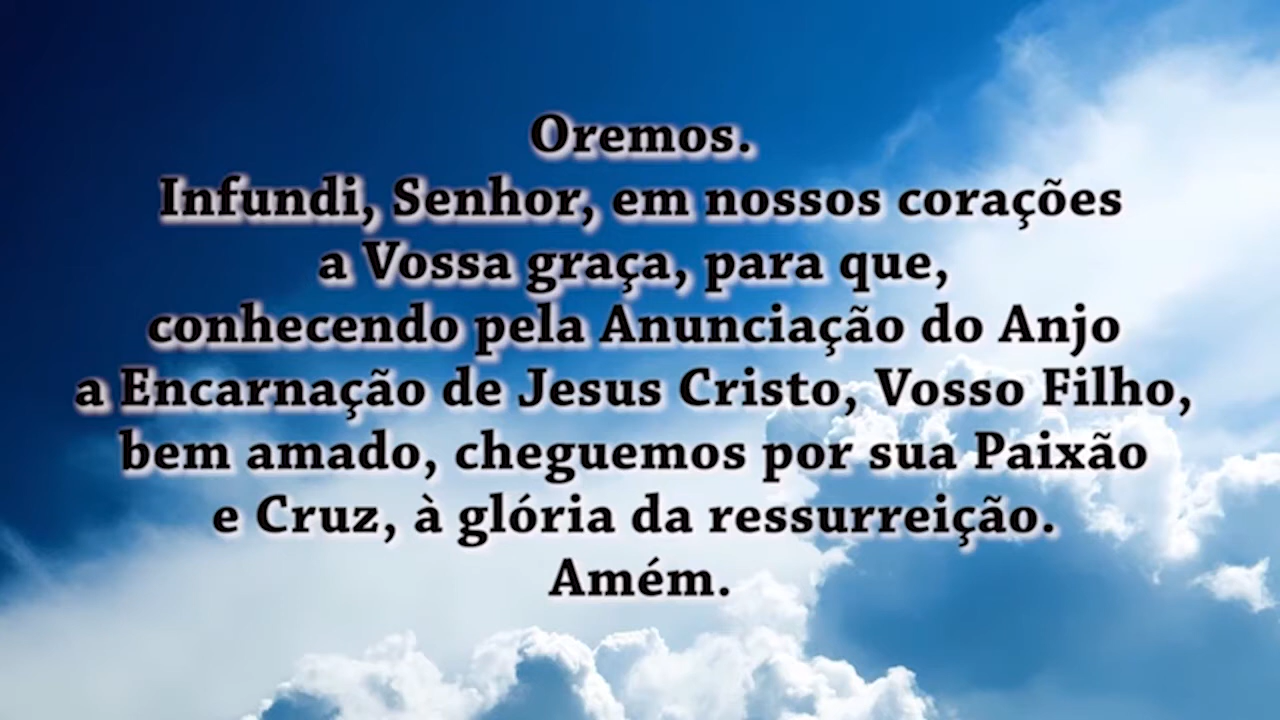 Oremos.
Infundi, Senhor, em nossos corações
a Vossa graça, para que,
conhecendo pela Anunciação do Anjo
a Encarnação de Jesus Cristo, Vosso Filho,
bem amado, cheguemos por sua Paixão
e Cruz, à glória da ressurreição.
Amém.